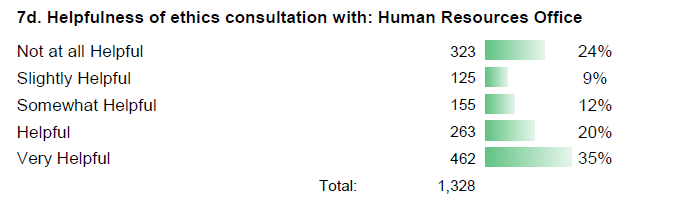 7d. Helpfulness of ethics consultation with: Human Resources Office
Not at all Helpful 323 24%
Slightly Helpful 125 9%
Somewhat Helpful 155 12%
Helpful 263 20%
Very Helpful 462 35%
Total: 1,328